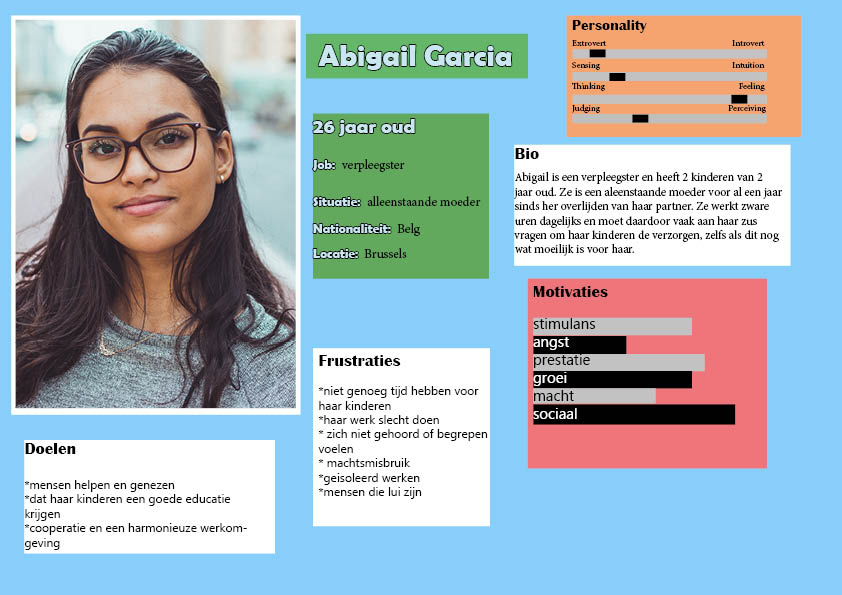 Abigail Garcia
26 jaar oud
Job: verpleegster
Situatie: alleenstaande moeder
Nationaliteit: Belg
Locatie: Brussels
Personality
Extrovert Introvert
Sensing Intuition
Thinking Feeling
Judging Perceiving
Bio
Abigail is een verpleegster en heeft 2 kinderen van 2
jaar oud. Ze is een aleenstaande moeder voor al een jaar
sinds her overlijden van haar partner. Ze werkt zware
uren dagelijks en moet daardoor vaak aan haar zus
vragen om haar kinderen de verzorgen, zelfs als dit nog
wat moeilijk is voor haar.
Motivaties
stimulans
angst
prestatie
groei
macht
sociaal
Frustraties
*niet genoeg tijd hebben voor
haar kinderen
*haar werk slecht doen
* zich niet gehoord of begrepen
voelen
* machtsmisbruik
*geisoleerd werken
*mensen die lui zijn
Doelen
*mensen helpen en genezen
*dat haar kinderen een goede educatie
krijgen
*cooperatie en een harmonieuze werkom-
geving